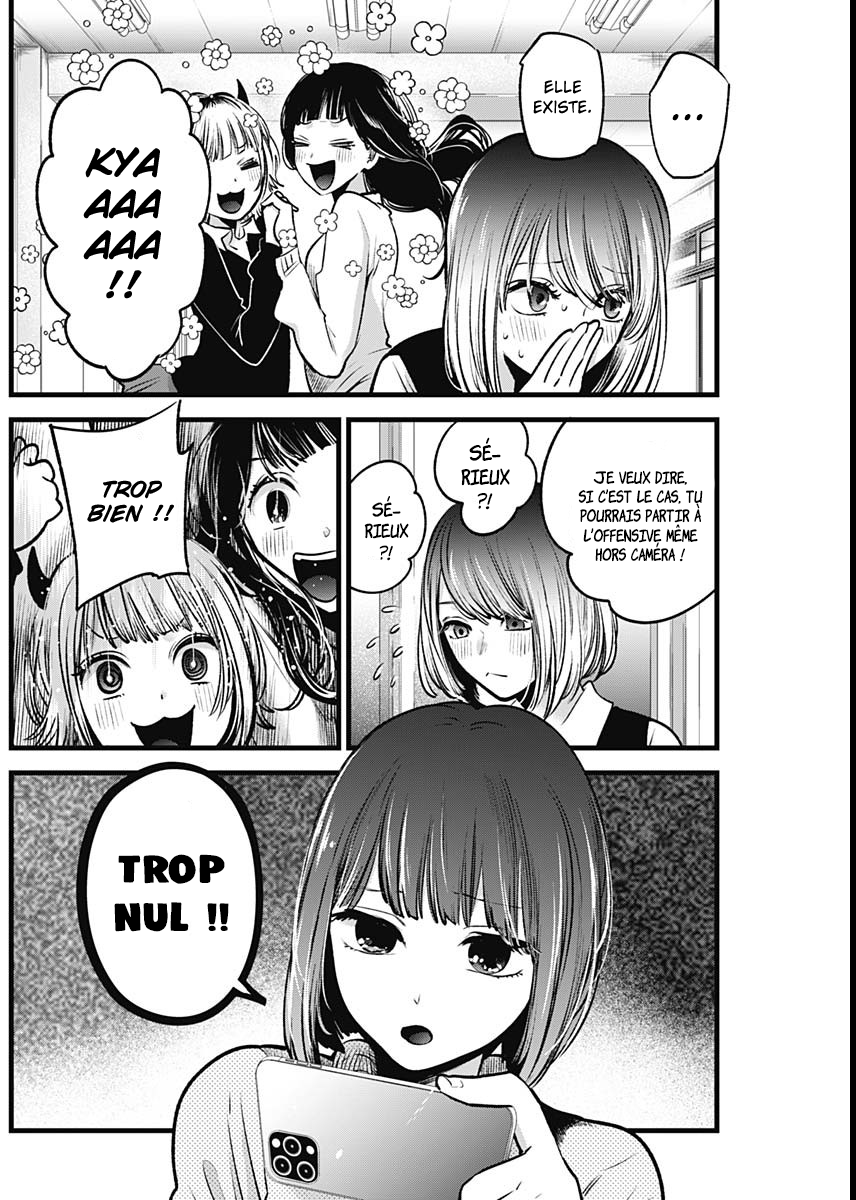 ...
ELLE
EXISTE.
KYA
AAA
AAA
!!
JE VEUX DIRE,
SI C'EST LE CAS, TU
POURRAIS PARTIR À
L'OFFENSIVE MÊME
HORS CAMÉRA !
SÉ-
RIEUX
?!
SÉ-
RIEUX
?!
TROP
BIEN !!
TROP
NUL !!